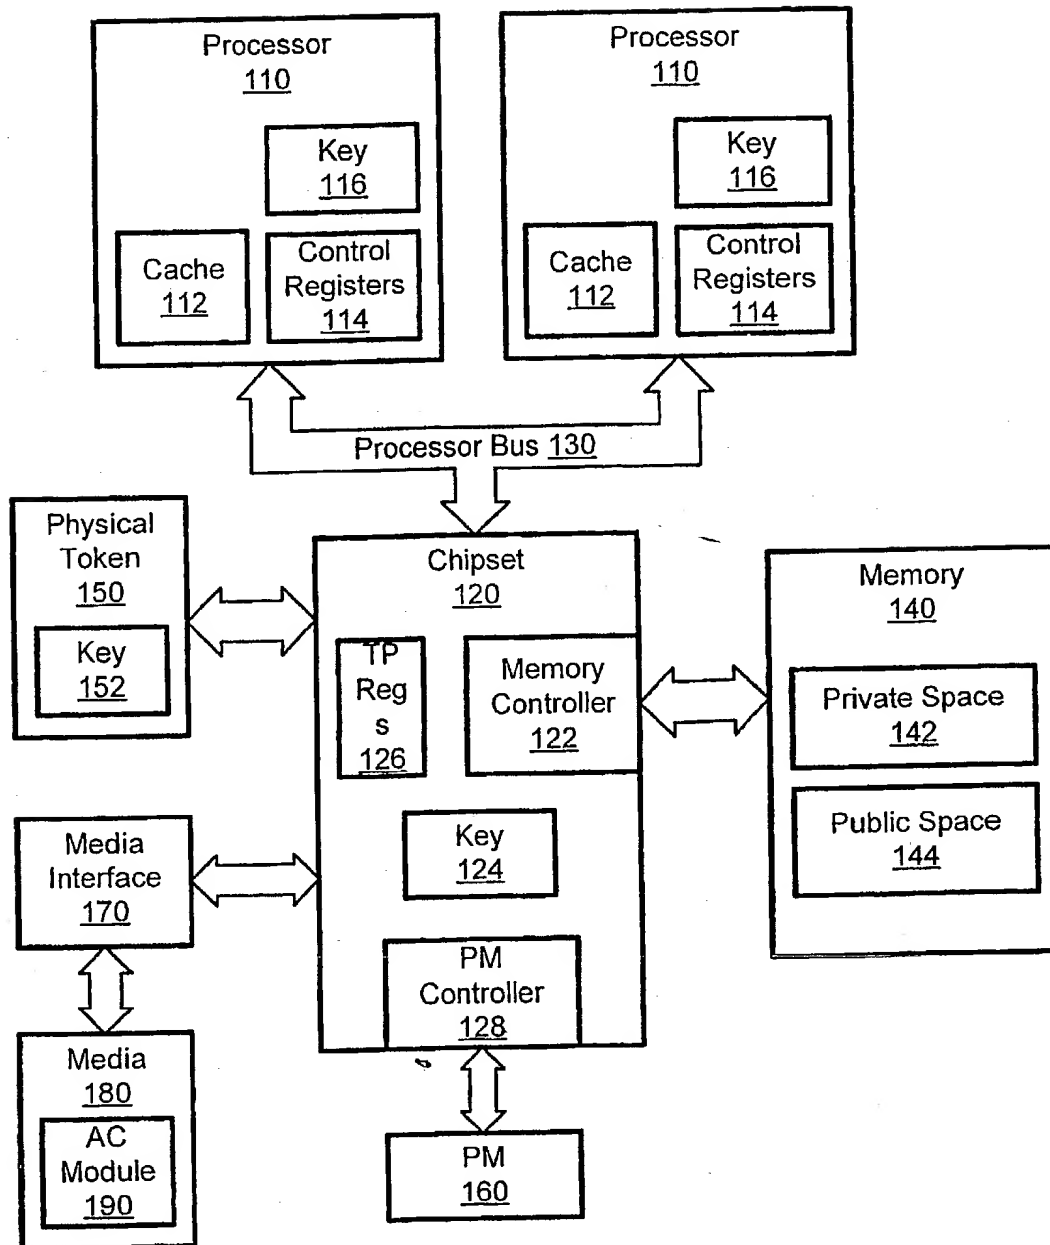 Processor
110
Key
116
Cache
112
Control
Registers
114
Processor
110
Key
116
Cache
112
Control
Registers
114
Processor Bus 130
Physical
Token
150
Key
152
Chipset
120
TP
Reg
s
126
Memory
Controller
122
Key
124
PM
Controller
128
Memory
140
Private Space
142
Public Space
144
Media
Interface
170
Media
180
AC
Module
190
PM
160